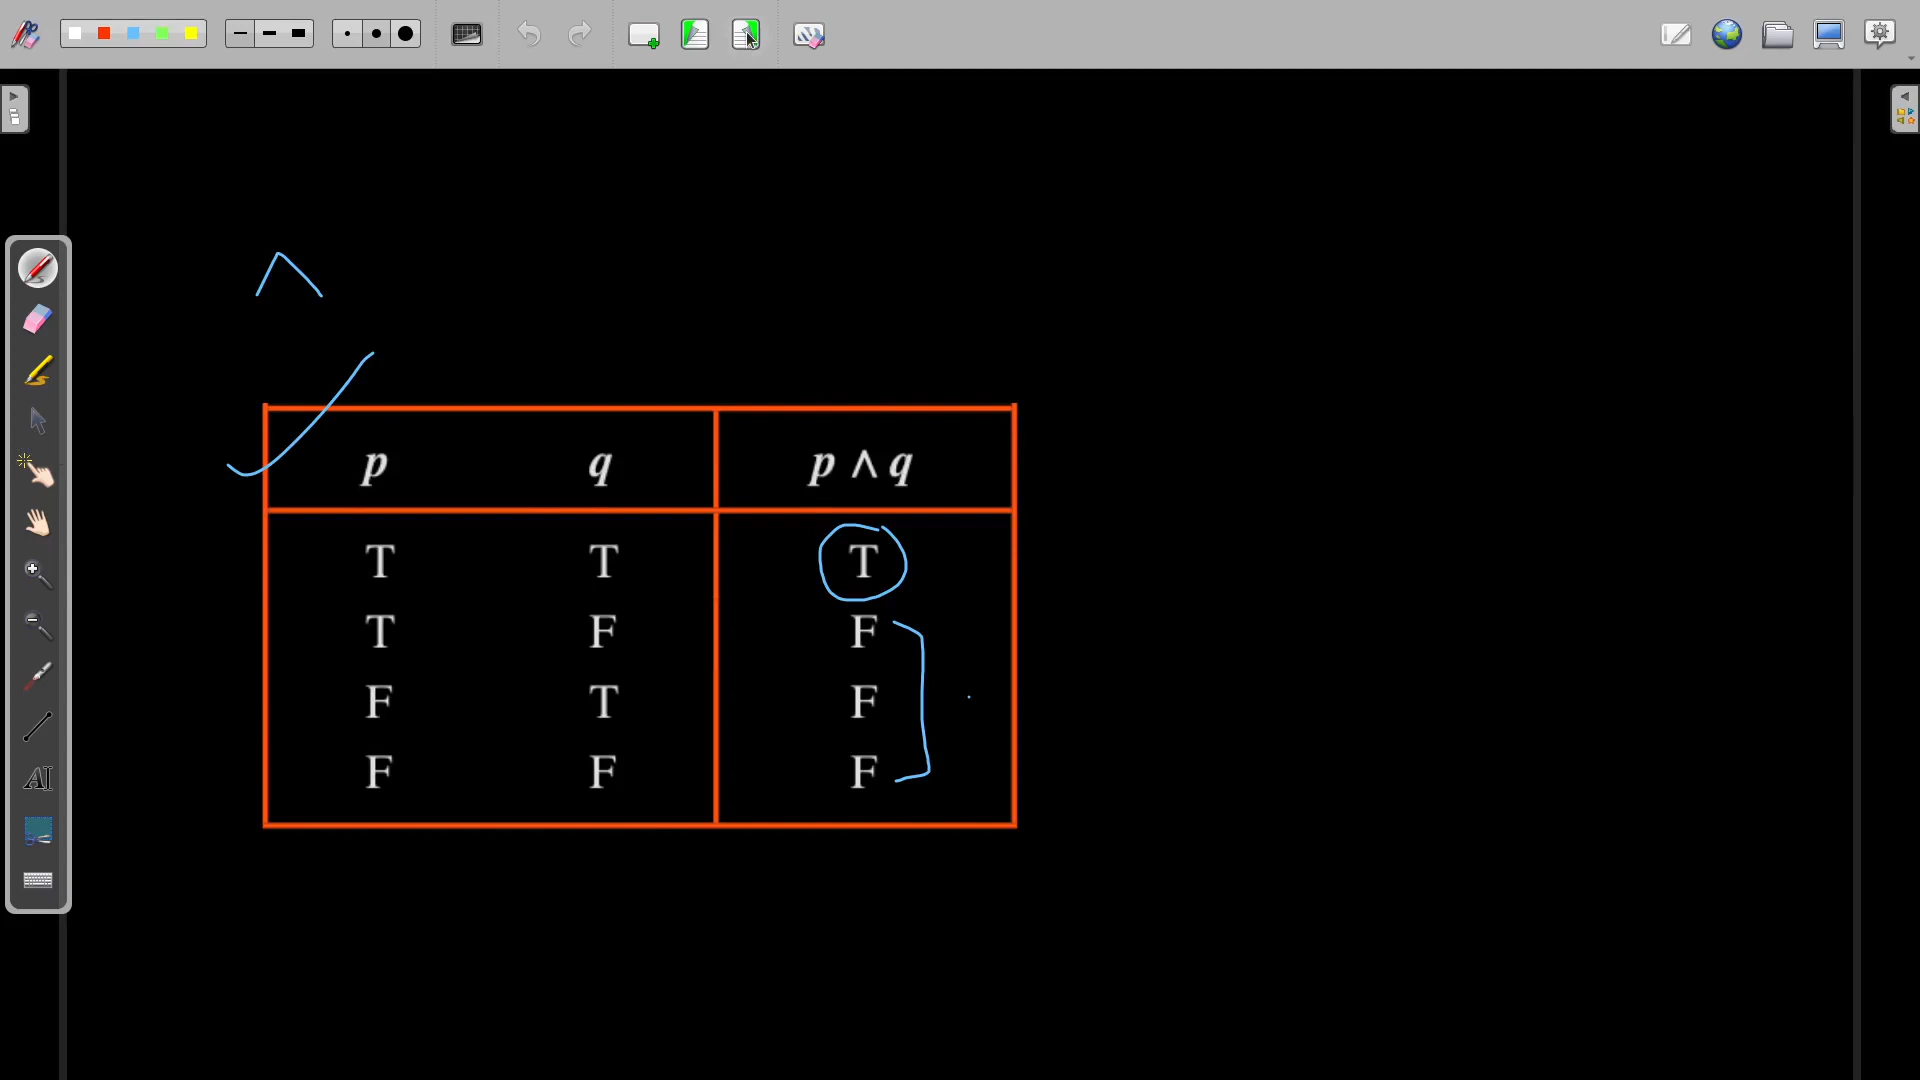 ∧
p q p ∧ q
T T T
T F F
F T F
F F F